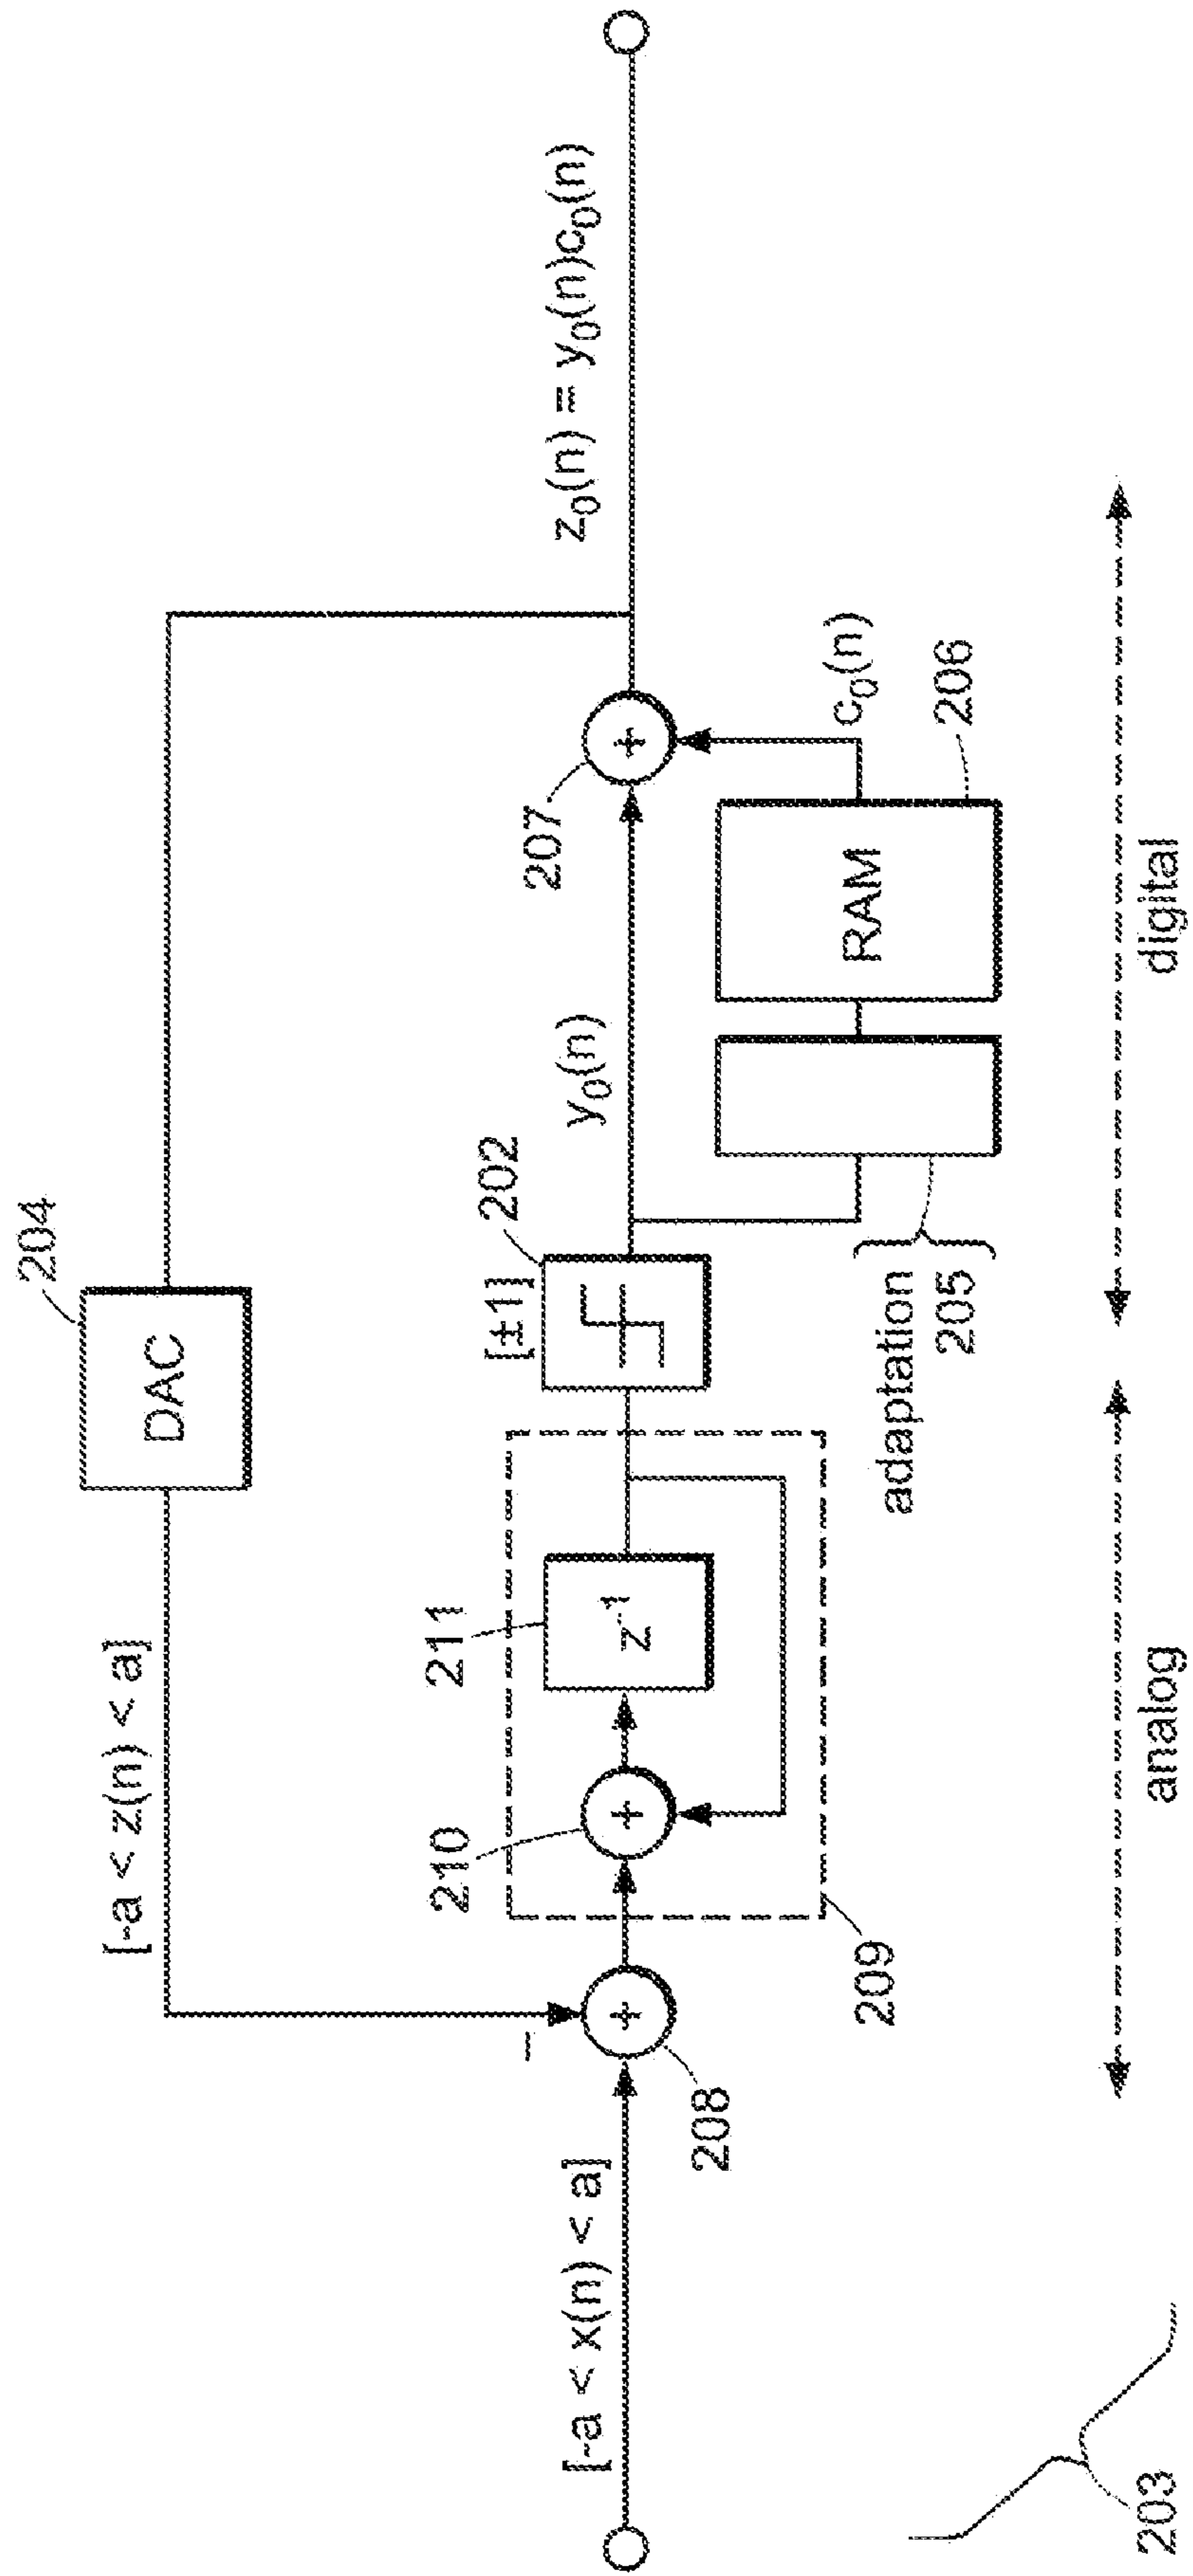 204
DAC
[-a < z(n) < a]
[-a < x(n) < a]
208
+
−
210
+
211
z⁻¹
209
[±1]
202
y₀(n)
207
+
z₀(n) = y₀(n)c₀(n)
adaptation
205
RAM
206
c₀(n)
analog
digital
203